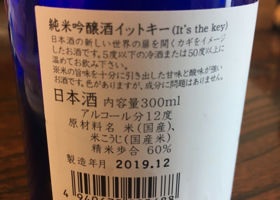 純米吟醸酒イットキー(It's the key)
日本酒の新しい世界の扉を開くカギをイメージ
したお酒です。5度以下の冷酒または50度以上に
温めてお飲み下さい。
※米の旨味を十分に引き出した甘味と酸味が強い
お酒です。色がありますが、成分に問題はありません。
日本酒 内容量300ml
アルコール分12度
原材料名 米(国産)、
米こうじ(国産米)
精米歩合 60%
製造年月 2019.12